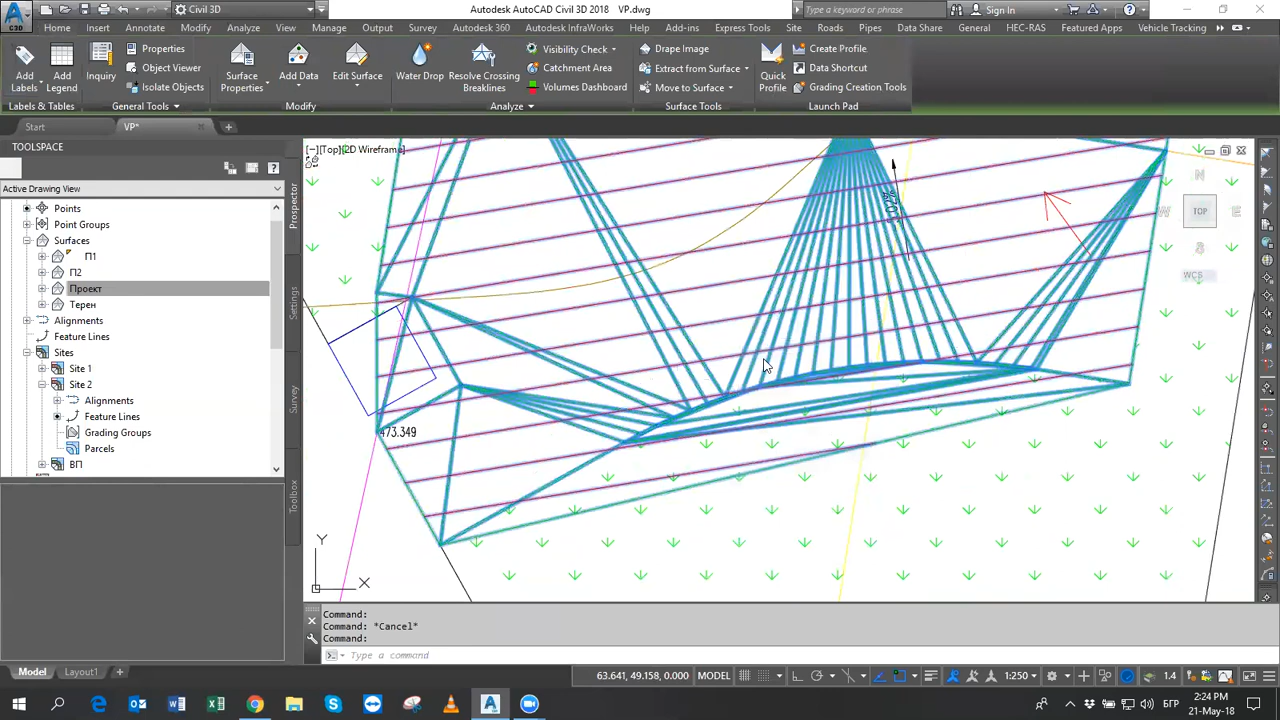 Civil 3D
Autodesk AutoCAD Civil 3D 2018 VP.dwg
Type a keyword or phrase
Sign In
C3D
Home Insert Annotate Modify Analyze View Manage Output Survey Autodesk 360 Autodesk InfraWorks Help Add-ins Express Tools Site Roads Pipes Data Share General HEC-RAS Featured Apps Vehicle Tracking
Add Labels
Add Legend
Inquiry
Properties
Object Viewer
Isolate Objects
Surface Properties
Add Data
Edit Surface
Water Drop
Resolve Crossing Breaklines
Visibility Check
Catchment Area
Volumes Dashboard
Drape Image
Extract from Surface
Move to Surface
Quick Profile
Create Profile
Data Shortcut
Grading Creation Tools
Labels & Tables General Tools Modify Analyze Surface Tools Launch Pad
Start VP*
TOOLSPACE
Active Drawing View
Points
Point Groups
Surfaces
П1
П2
Проект
Терен
Alignments
Feature Lines
Sites
Site 1
Site 2
Alignments
Feature Lines
Grading Groups
Parcels
ВП
Prospector
Settings
Survey
Toolbox
[−][Top][2D Wireframe]
N
W TOP E
S
WCS
473.349
Y
X
Command:
Command: *Cancel*
Command:
Type a command
Model Layout1
63.641, 49.158, 0.000 MODEL 1:250 1.4
БГР
2:24 PM
21-May-18